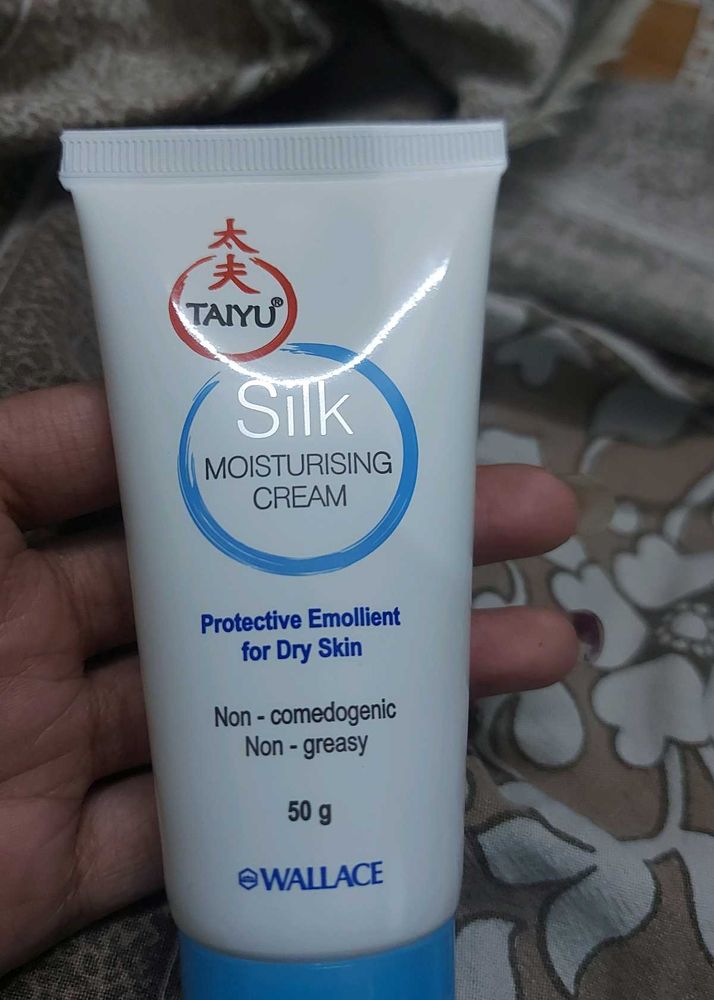 太
夫
TAIYU®
Silk
MOISTURISING
CREAM
Protective Emollient
for Dry Skin
Non - comedogenic
Non - greasy
50 g
WALLACE